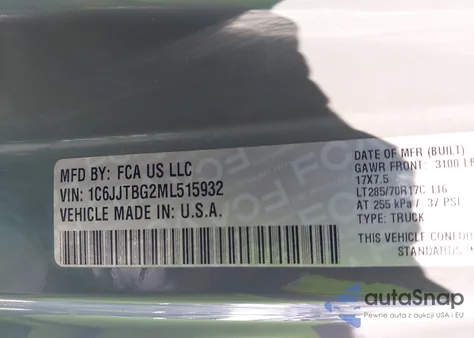 MFD BY: FCA US LLC
VIN: 1C6JJTBG2ML515932
VEHICLE MADE IN: U.S.A.
DATE OF MFR (BUILT)
GAWR FRONT: 3100 LB
17X7.5
LT285/70R17C 116
AT 255 kPa / 37 PSI
TYPE: TRUCK
THIS VEHICLE CONFORM
STANDARDS IN
autoSnap
Pewne auta z aukcji USA i EU